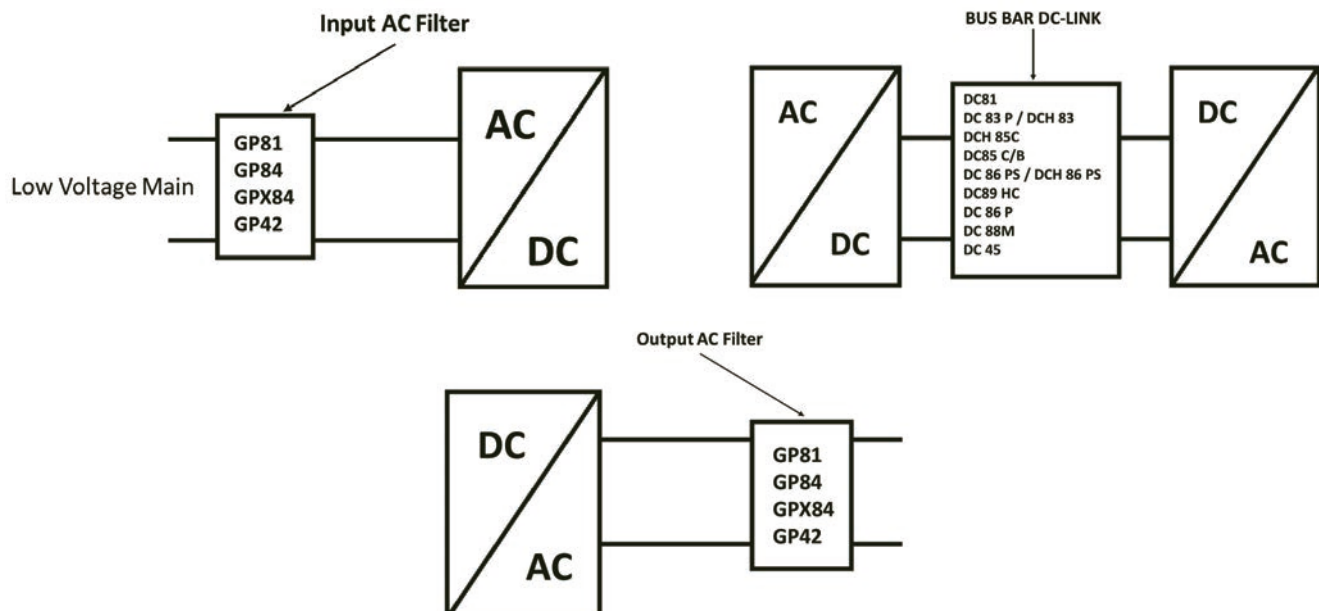 Input AC Filter
GP81
GP84
GPX84
GP42
Low Voltage Main
AC
DC
BUS BAR DC-LINK
AC
DC
DC81
DC 83 P / DCH 83
DCH 85C
DC85 C/B
DC 86 PS / DCH 86 PS
DC89 HC
DC 86 P
DC 88M
DC 45
DC
AC
Output AC Filter
DC
AC
GP81
GP84
GPX84
GP42